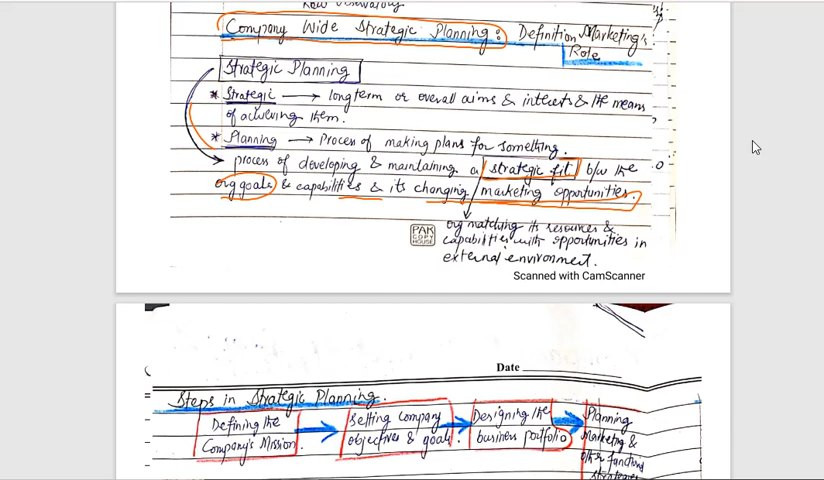 Company Wide Strategic Planning: Definition Marketing's
Role
Strategic Planning
* Strategic → longterm or overall aims & interests & the means
of achieving them.
* Planning → Process of making plans for something.
process of developing & maintaining a strategic fit b/w the
org goals & capabilities & its changing marketing opportunities.
org matching its resources &
capabilities with opportunities in
external environment.
PAK
COPY
HOUSE
Scanned with CamScanner
Date
Steps in Strategic Planning.
Defining the
Company's Mission.
Setting Company
objectives & goals.
Designing the
business portfolio
Planning
Marketing &
other functional
strategies